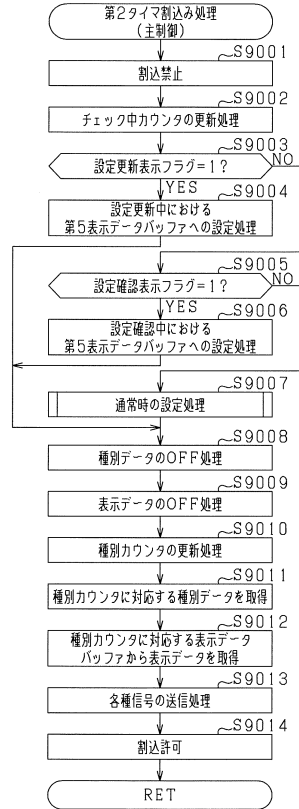 第２タイマ割込み処理
（主制御）
S9001
割込禁止
S9002
チェック中カウンタの更新処理
S9003
設定更新表示フラグ＝１？
NO
YES
S9004
設定更新中における
第５表示データバッファへの設定処理
S9005
設定確認表示フラグ＝１？
NO
YES
S9006
設定確認中における
第５表示データバッファへの設定処理
S9007
通常時の設定処理
S9008
種別データのＯＦＦ処理
S9009
表示データのＯＦＦ処理
S9010
種別カウンタの更新処理
S9011
種別カウンタに対応する種別データを取得
S9012
種別カウンタに対応する表示データ
バッファから表示データを取得
S9013
各種信号の送信処理
S9014
割込許可
RET